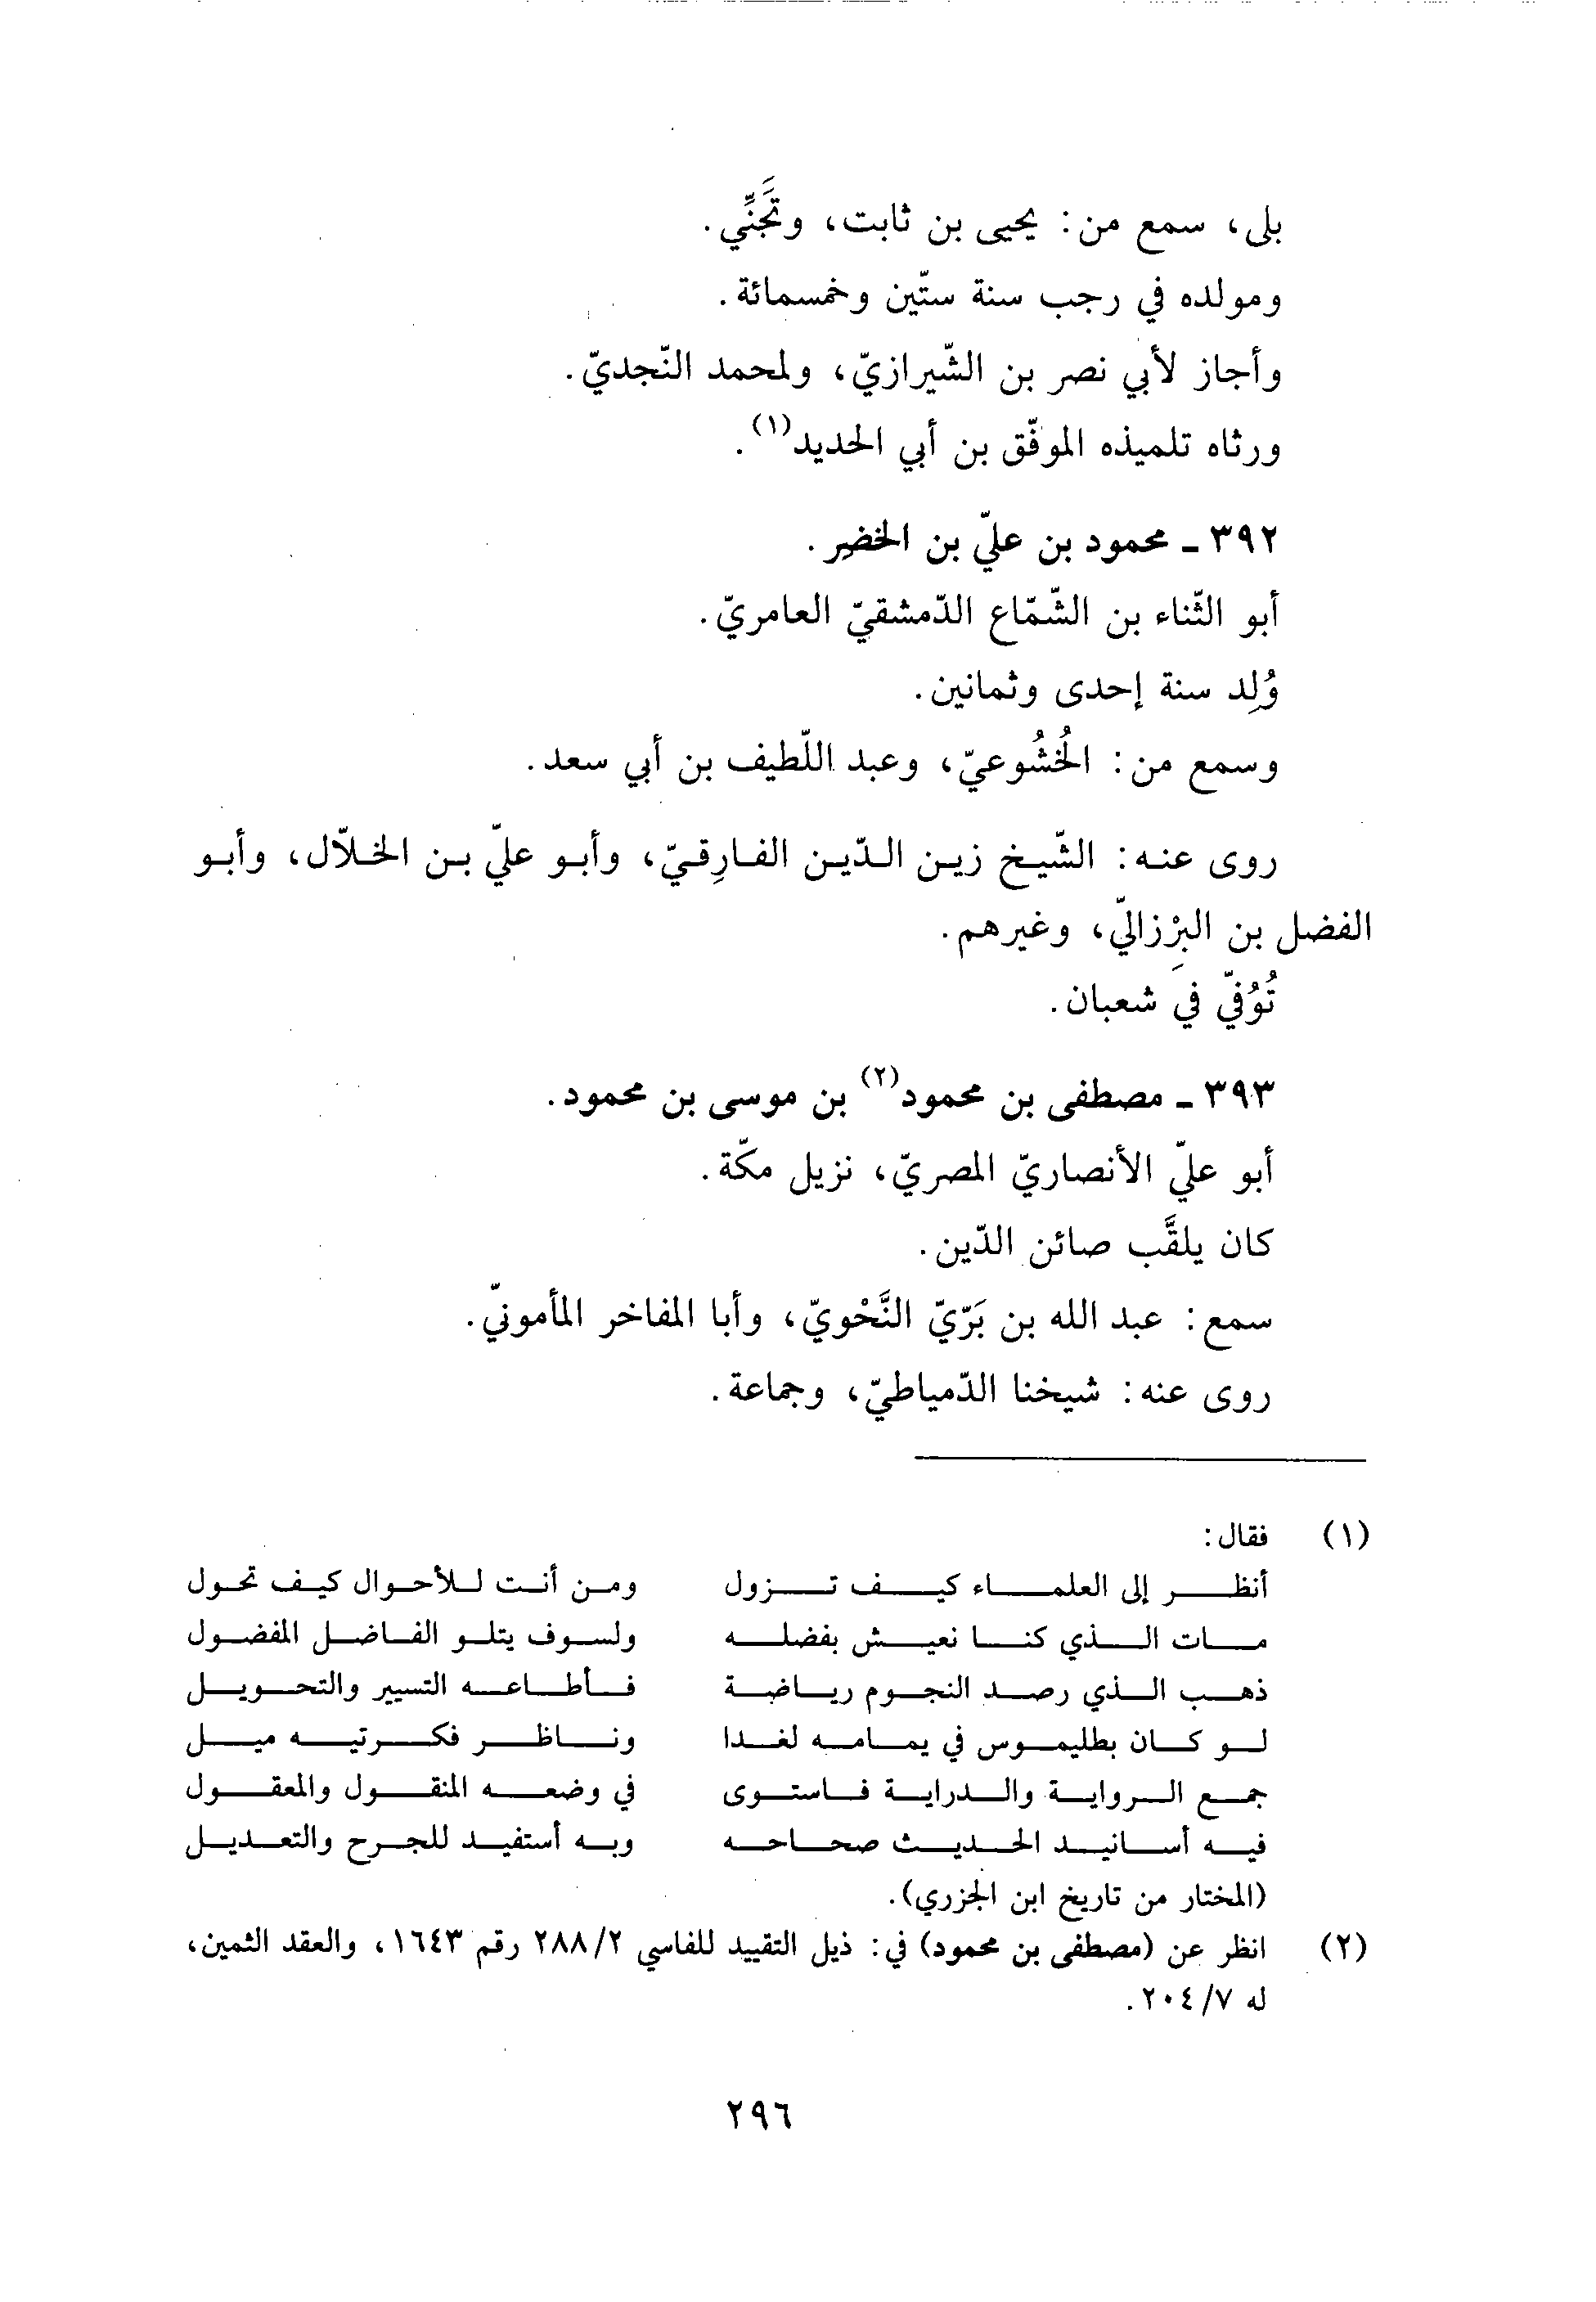 بلى، سمع من: يحيى بن ثابت، وتَجَنِّي.
ومولده في رجب سنة ستّين وخمسمائة.
وأجاز لأبي نصر بن الشّيرازيّ، ولمحمد النّجديّ.
ورثاه تلميذه الموفّق بن أبي الحديد(١).
٣٩٢ ـ محمود بن عليّ بن الخضِر.
أبو الثّناء بن الشّمّاع الدّمشقيّ العامريّ.
وُلِد سنة إحدى وثمانين.
وسمع من: الخُشُوعيّ، وعبد اللّطيف بن أبي سعد.
روى عنه: الشّيخ زين الدّين الفارِقيّ، وأبو عليّ بن الخلاّل، وأبو
الفضل بن البِرْزاليّ، وغيرهم.
تُوُفّي في شعبان.
٣٩٣ ـ مصطفى بن محمود(٢) بن موسى بن محمود.
أبو عليّ الأنصاريّ المصريّ، نزيل مكّة.
كان يلقَّب صائن الدّين.
سمع: عبد الله بن بَرّيّ النَّحْويّ، وأبا المفاخر المأمونيّ.
روى عنه: شيخنا الدّمياطيّ، وجماعة.
(١) فقال:
أنظر إلى العلماء كيف تزول ومن أنت للأحوال كيف تحول
مات الذي كنا نعيش بفضله ولسوف يتلو الفاضل المفضول
ذهب الذي رصد النجوم رياضة فأطاعه التسيير والتحويل
لو كان بطليموس في يمامه لغدا وناظر فكرتيه ميل
جمع الرواية والدراية فاستوى في وضعه المنقول والمعقول
فيه أسانيد الحديث صحاحه وبه أستفيد للجرح والتعديل
(المختار من تاريخ ابن الجزري).
(٢) انظر عن (مصطفى بن محمود) في: ذيل التقييد للفاسي ٢٨٨/٢ رقم ١٦٤٣، والعقد الثمين،
له ٢٠٤/٧.
٢٩٦